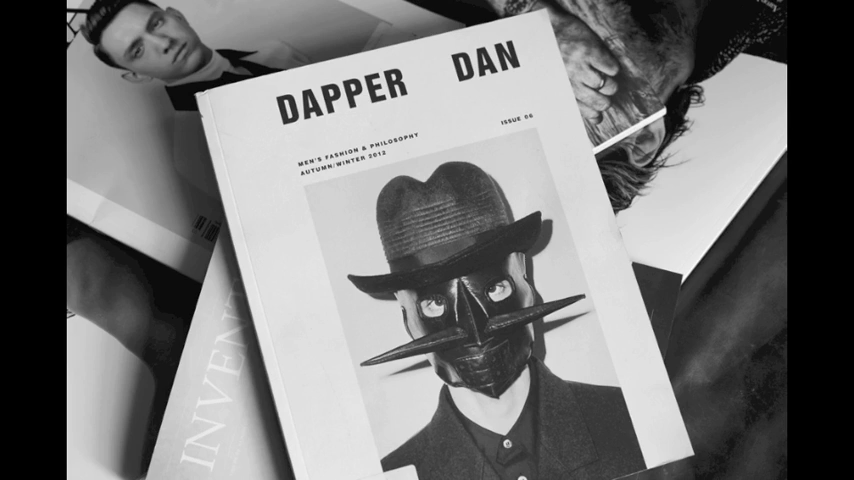 DAPPER DAN
MEN'S FASHION & PHILOSOPHY
AUTUMN/WINTER 2012
ISSUE 06
INVENT